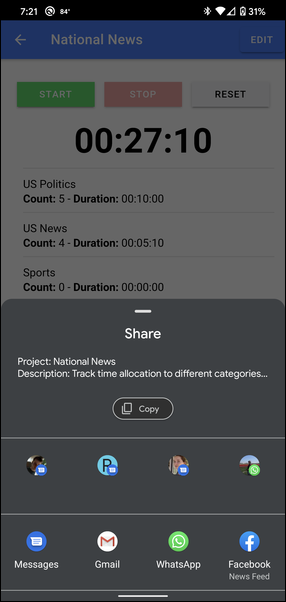 7:21 84° 31%
National News EDIT
START STOP RESET
00:27:10
US Politics
Count: 5 - Duration: 00:10:00
US News
Count: 4 - Duration: 00:05:10
Sports
Count: 0 - Duration: 00:00:00
Share
Project: National News
Description: Track time allocation to different categories...
Copy
Messages Gmail WhatsApp Facebook
News Feed